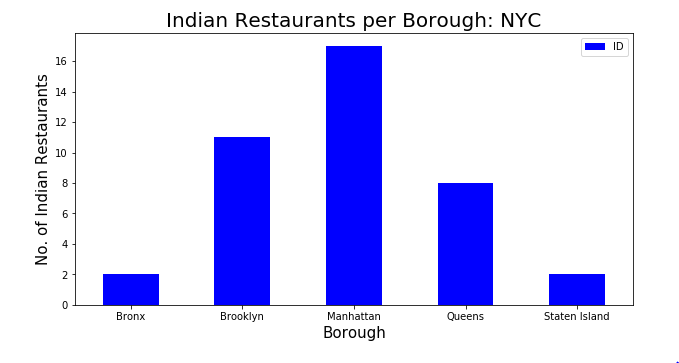 Indian Restaurants per Borough: NYC
ID
No. of Indian Restaurants
16
14
12
10
8
6
4
2
0
Bronx Brooklyn Manhattan Queens Staten Island
Borough